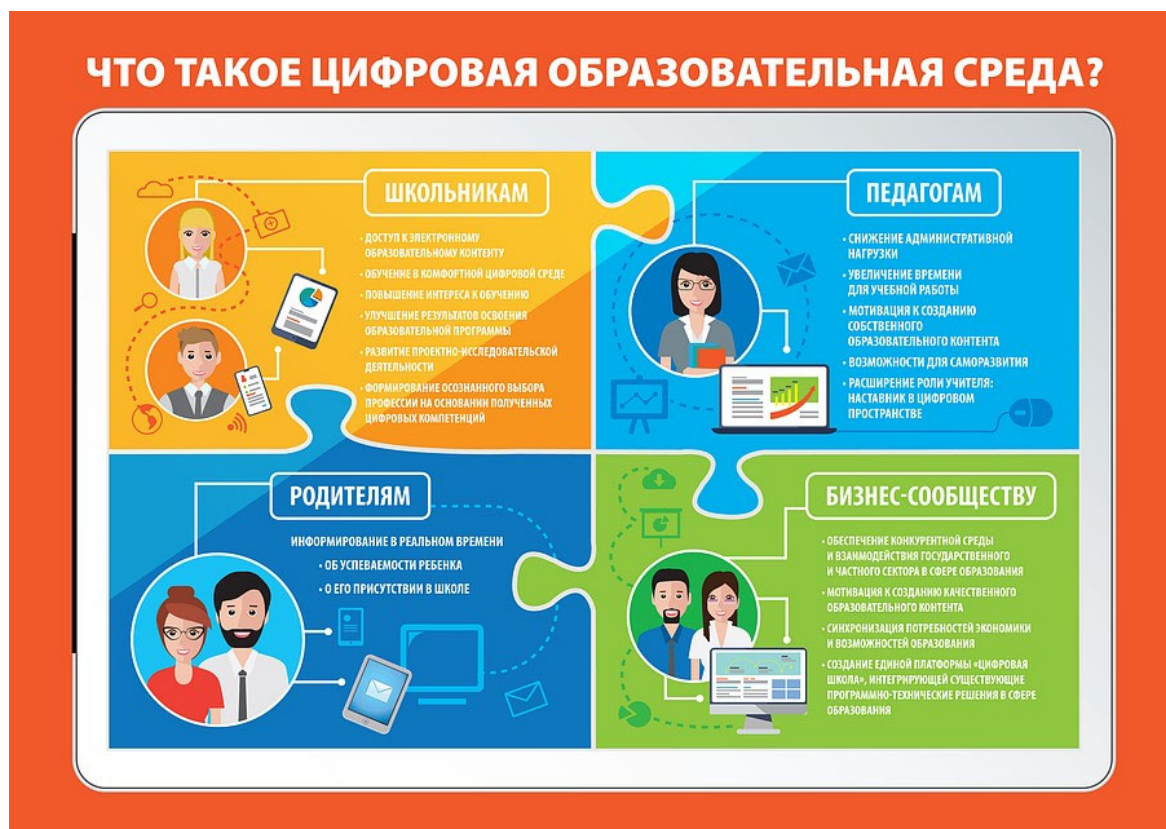 ЧТО ТАКОЕ ЦИФРОВАЯ ОБРАЗОВАТЕЛЬНАЯ СРЕДА?
ШКОЛЬНИКАМ
• ДОСТУП К ЭЛЕКТРОННОМУ
ОБРАЗОВАТЕЛЬНОМУ КОНТЕНТУ
• ОБУЧЕНИЕ В КОМФОРТНОЙ ЦИФРОВОЙ СРЕДЕ
• ПОВЫШЕНИЕ ИНТЕРЕСА К ОБУЧЕНИЮ
• УЛУЧШЕНИЕ РЕЗУЛЬТАТОВ ОСВОЕНИЯ
ОБРАЗОВАТЕЛЬНОЙ ПРОГРАММЫ
• РАЗВИТИЕ ПРОЕКТНО-ИССЛЕДОВАТЕЛЬСКОЙ
ДЕЯТЕЛЬНОСТИ
• ФОРМИРОВАНИЕ ОСОЗНАННОГО ВЫБОРА
ПРОФЕССИИ НА ОСНОВАНИИ ПОЛУЧЕННЫХ
ЦИФРОВЫХ КОМПЕТЕНЦИЙ
ПЕДАГОГАМ
• СНИЖЕНИЕ АДМИНИСТРАТИВНОЙ
НАГРУЗКИ
• УВЕЛИЧЕНИЕ ВРЕМЕНИ
ДЛЯ УЧЕБНОЙ РАБОТЫ
• МОТИВАЦИЯ К СОЗДАНИЮ
СОБСТВЕННОГО
ОБРАЗОВАТЕЛЬНОГО КОНТЕНТА
• ВОЗМОЖНОСТИ ДЛЯ САМОРАЗВИТИЯ
• РАСШИРЕНИЕ РОЛИ УЧИТЕЛЯ:
НАСТАВНИК В ЦИФРОВОМ
ПРОСТРАНСТВЕ
РОДИТЕЛЯМ
ИНФОРМИРОВАНИЕ В РЕАЛЬНОМ ВРЕМЕНИ
• ОБ УСПЕВАЕМОСТИ РЕБЕНКА
• О ЕГО ПРИСУТСТВИИ В ШКОЛЕ
БИЗНЕС-СООБЩЕСТВУ
• ОБЕСПЕЧЕНИЕ КОНКУРЕНТНОЙ СРЕДЫ
И ВЗАИМОДЕЙСТВИЯ ГОСУДАРСТВЕННОГО
И ЧАСТНОГО СЕКТОРА В СФЕРЕ ОБРАЗОВАНИЯ
• МОТИВАЦИЯ К СОЗДАНИЮ КАЧЕСТВЕННОГО
ОБРАЗОВАТЕЛЬНОГО КОНТЕНТА
• СИНХРОНИЗАЦИЯ ПОТРЕБНОСТЕЙ ЭКОНОМИКИ
И ВОЗМОЖНОСТЕЙ ОБРАЗОВАНИЯ
• СОЗДАНИЕ ЕДИНОЙ ПЛАТФОРМЫ «ЦИФРОВАЯ
ШКОЛА», ИНТЕГРИРУЮЩЕЙ СУЩЕСТВУЮЩИЕ
ПРОГРАММНО-ТЕХНИЧЕСКИЕ РЕШЕНИЯ В СФЕРЕ
ОБРАЗОВАНИЯ